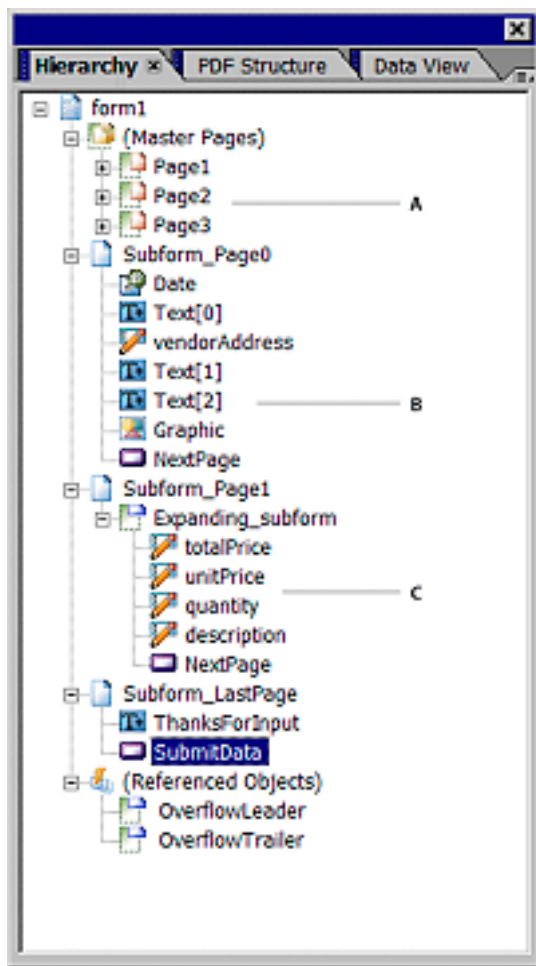 Hierarchy PDF Structure Data View
form1
(Master Pages)
Page1
Page2 A
Page3
Subform_Page0
Date
Text[0]
vendorAddress
Text[1]
Text[2] B
Graphic
NextPage
Subform_Page1
Expanding_subform
totalPrice
unitPrice
quantity C
description
NextPage
Subform_LastPage
ThanksForInput
SubmitData
(Referenced Objects)
OverflowLeader
OverflowTrailer